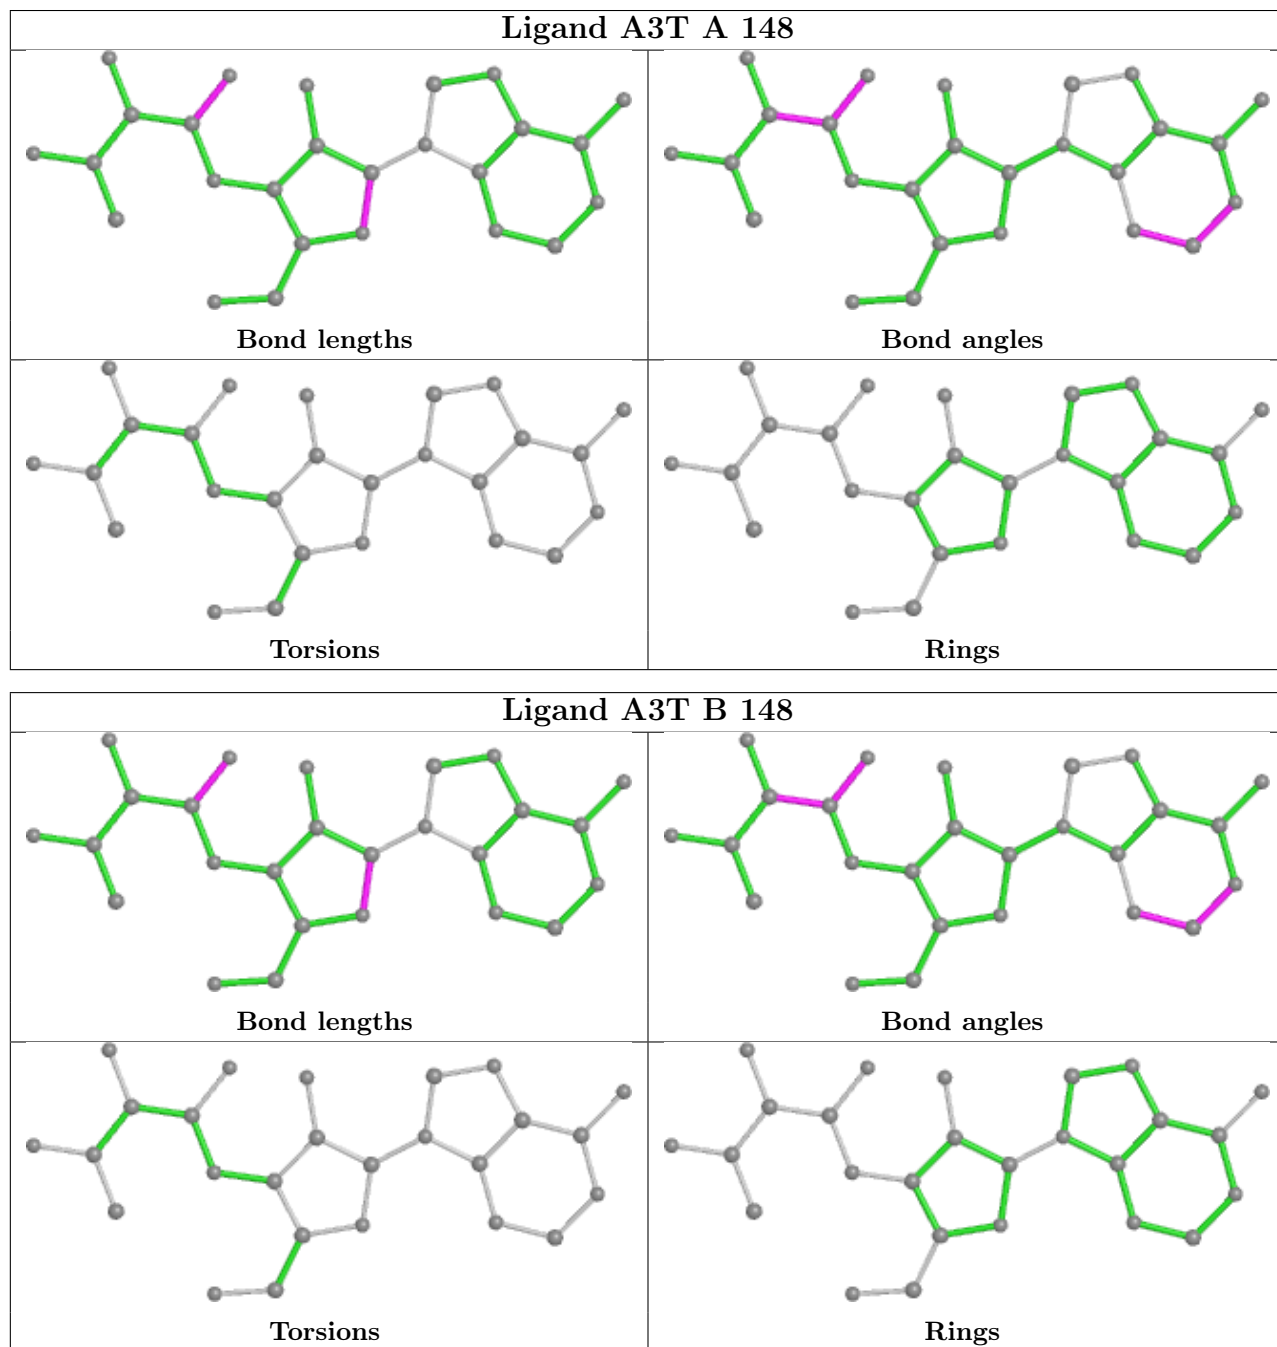 Ligand A3T A 148
Bond lengths
Bond angles
Torsions
Rings
Ligand A3T B 148
Bond lengths
Bond angles
Torsions
Rings